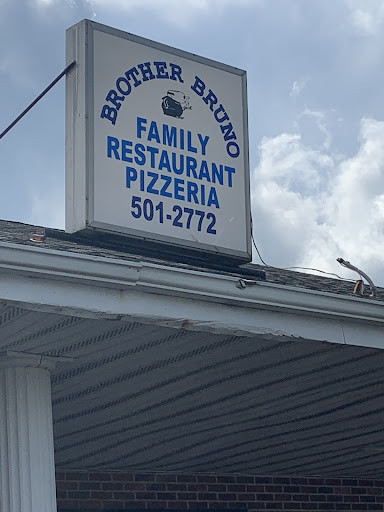 BROTHER BRUNO
FAMILY
RESTAURANT
PIZZERIA
501-2772